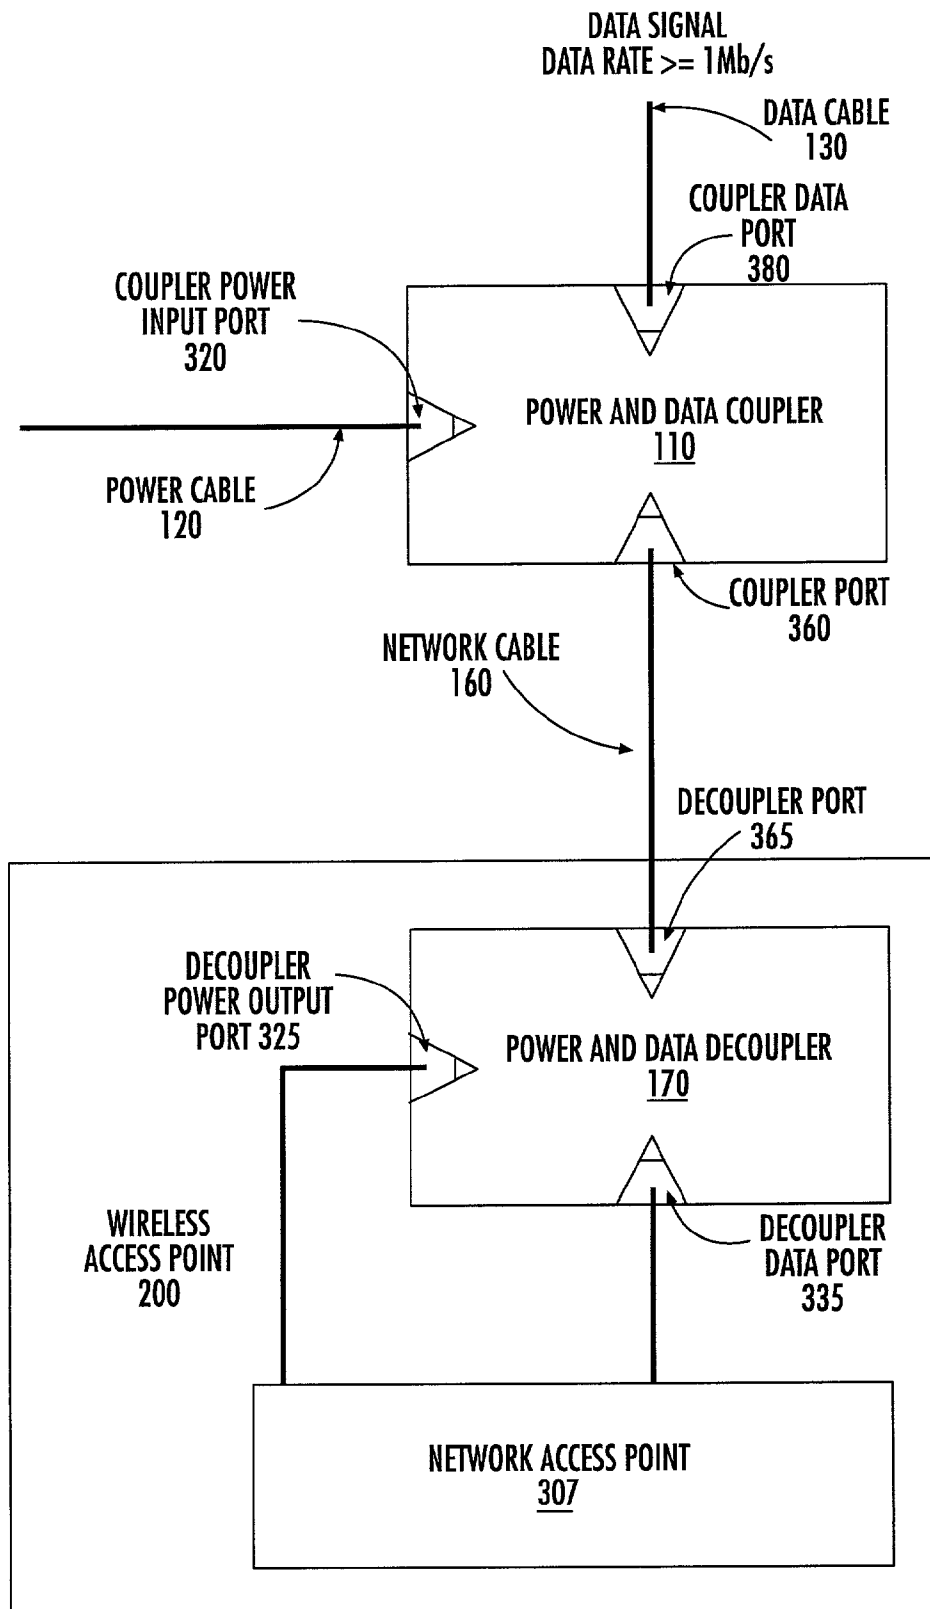 DATA SIGNAL
DATA RATE >= 1Mb/s
DATA CABLE
130
COUPLER DATA
PORT
380
COUPLER POWER
INPUT PORT
320
POWER AND DATA COUPLER
110
POWER CABLE
120
COUPLER PORT
360
NETWORK CABLE
160
DECOUPLER PORT
365
DECOUPLER
POWER OUTPUT
PORT 325
POWER AND DATA DECOUPLER
170
WIRELESS
ACCESS POINT
200
DECOUPLER
DATA PORT
335
NETWORK ACCESS POINT
307